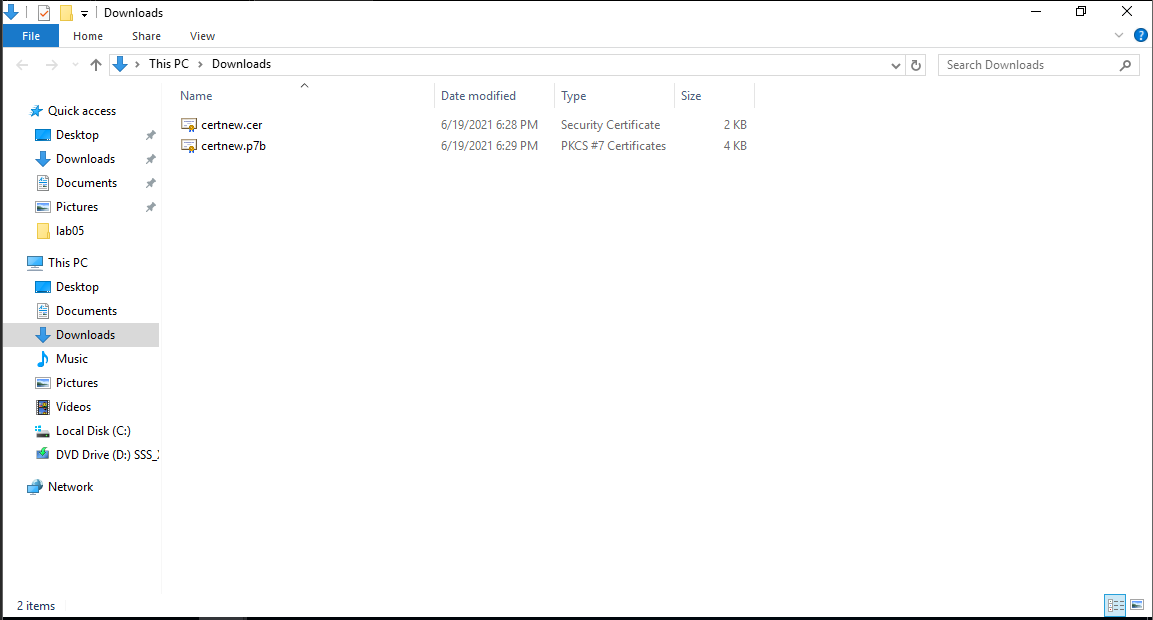 Downloads
File Home Share View
This PC Downloads
Search Downloads
Name Date modified Type Size
certnew.cer 6/19/2021 6:28 PM Security Certificate 2 KB
certnew.p7b 6/19/2021 6:29 PM PKCS #7 Certificates 4 KB
Quick access
Desktop
Downloads
Documents
Pictures
lab05
This PC
Desktop
Documents
Downloads
Music
Pictures
Videos
Local Disk (C:)
DVD Drive (D:) SSS_
Network
2 items